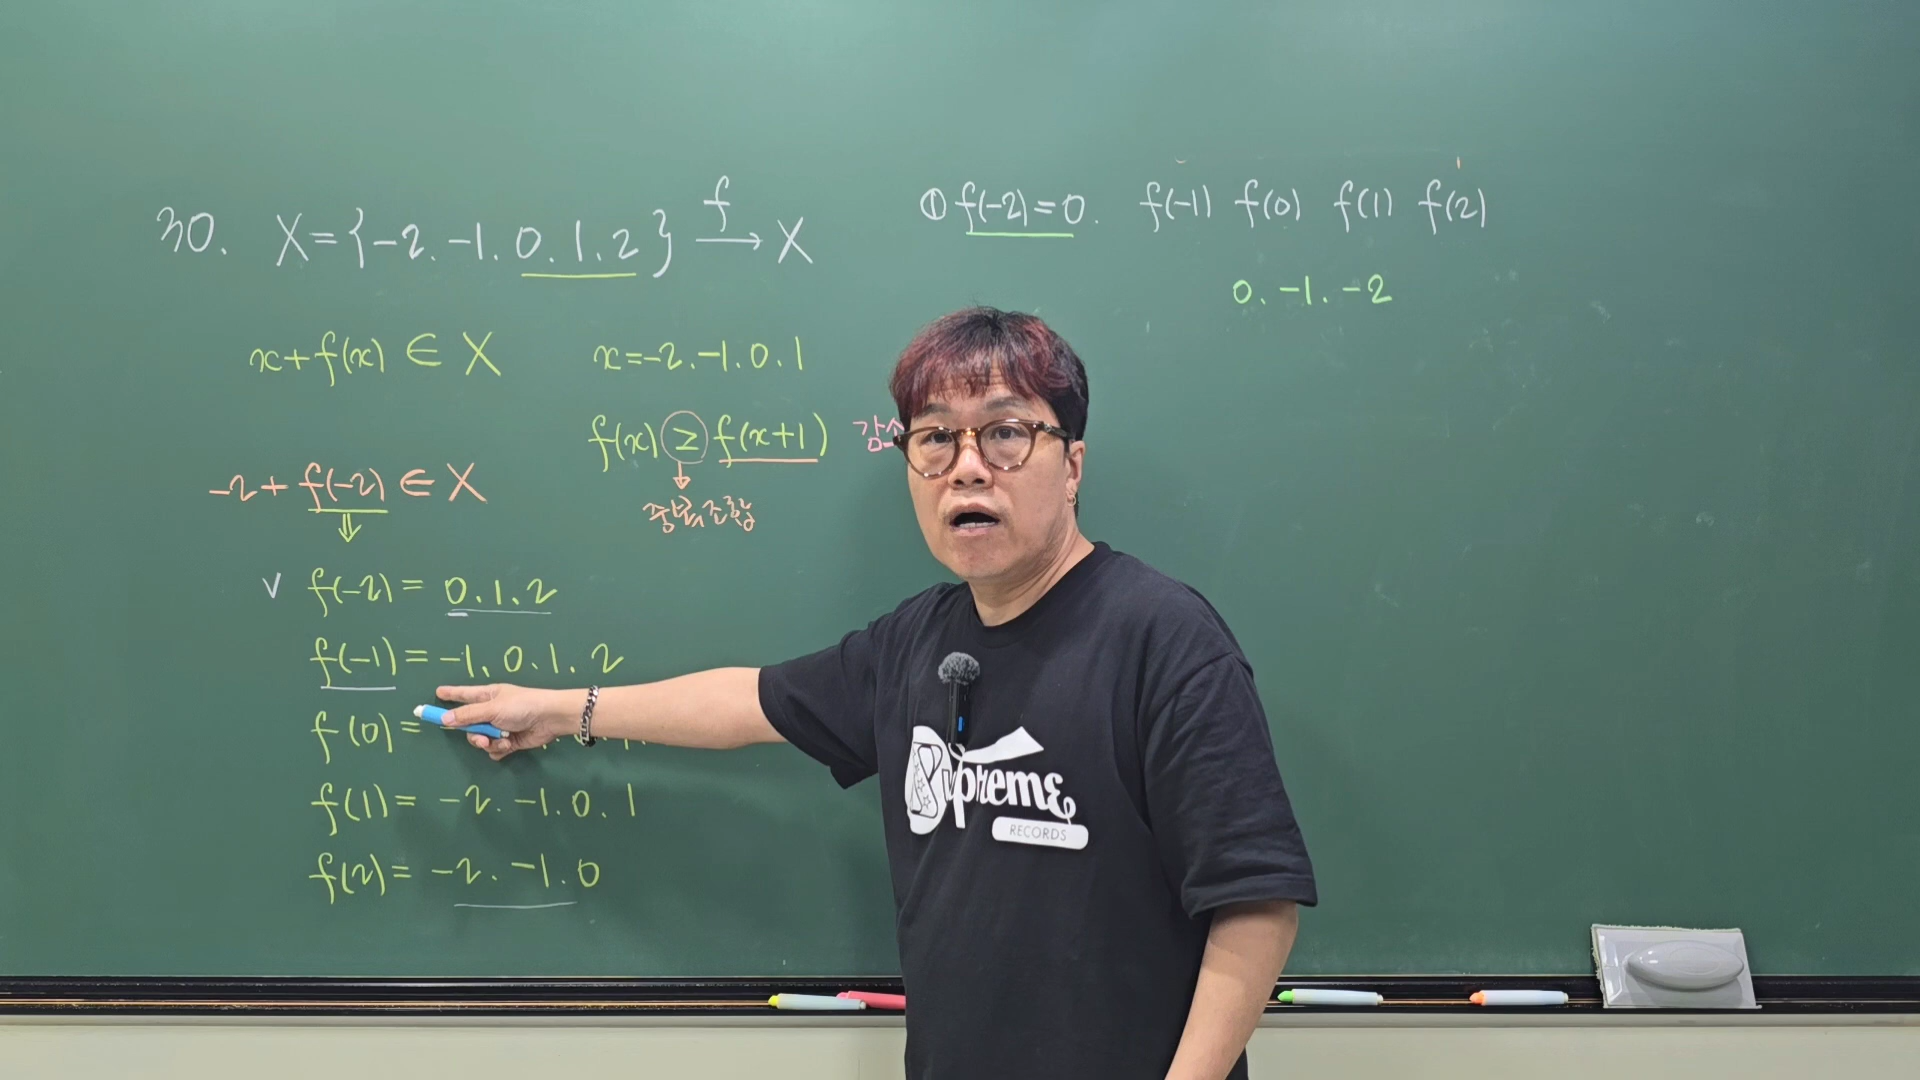 30. X={-2. -1. 0. 1. 2} f→ X
x+f(x) ∈ X
x=-2. -1. 0. 1
f(x) ≥ f(x+1)
중복조합
-2+f(-2) ∈ X
⇓
v f(-2)= 0. 1. 2
f(-1)= -1. 0. 1. 2
f(0)=
f(1)= -2. -1. 0. 1
f(2)= -2. -1. 0
① f(-2)=0. f(-1) f(0) f(1) f(2)
0. -1. -2
Supreme
RECORDS